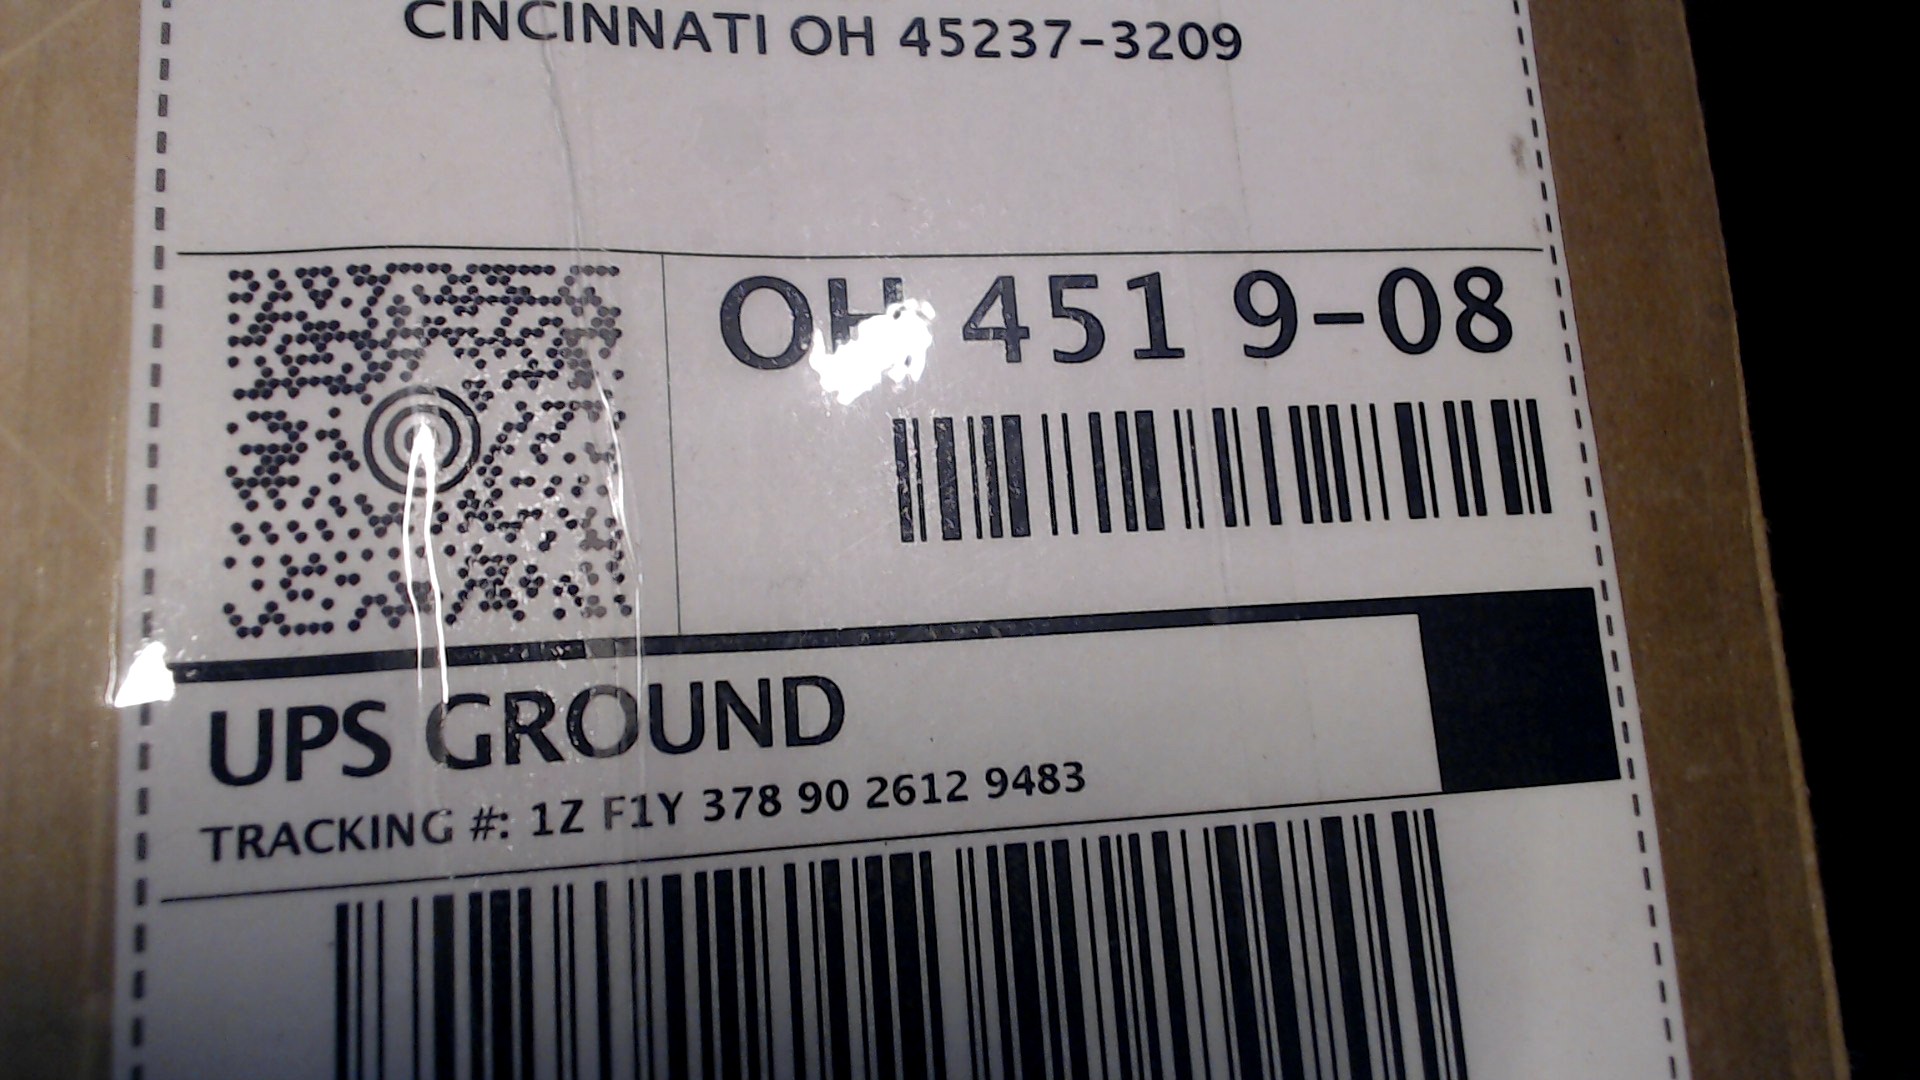 CINCINNATI OH 45237-3209
OH 451 9-08
UPS GROUND
TRACKING #: 1Z F1Y 378 90 2612 9483